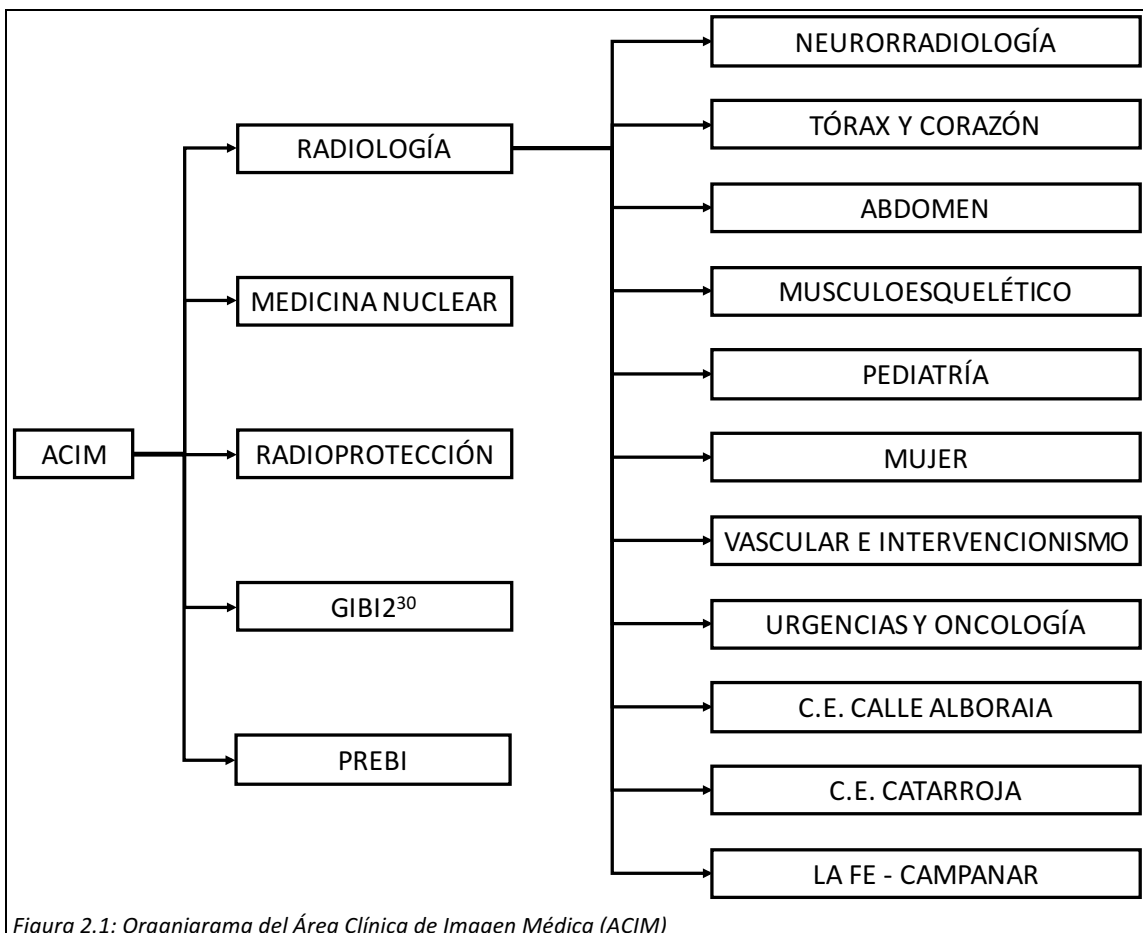 ACIM
RADIOLOGÍA
MEDICINA NUCLEAR
RADIOPROTECCIÓN
GIBI2³⁰
PREBI
NEURORRADIOLOGÍA
TÓRAX Y CORAZÓN
ABDOMEN
MUSCULOESQUELÉTICO
PEDIATRÍA
MUJER
VASCULAR E INTERVENCIONISMO
URGENCIAS Y ONCOLOGÍA
C.E. CALLE ALBORAIA
C.E. CATARROJA
LA FE - CAMPANAR
Figura 2.1: Organigrama del Área Clínica de Imagen Médica (ACIM)